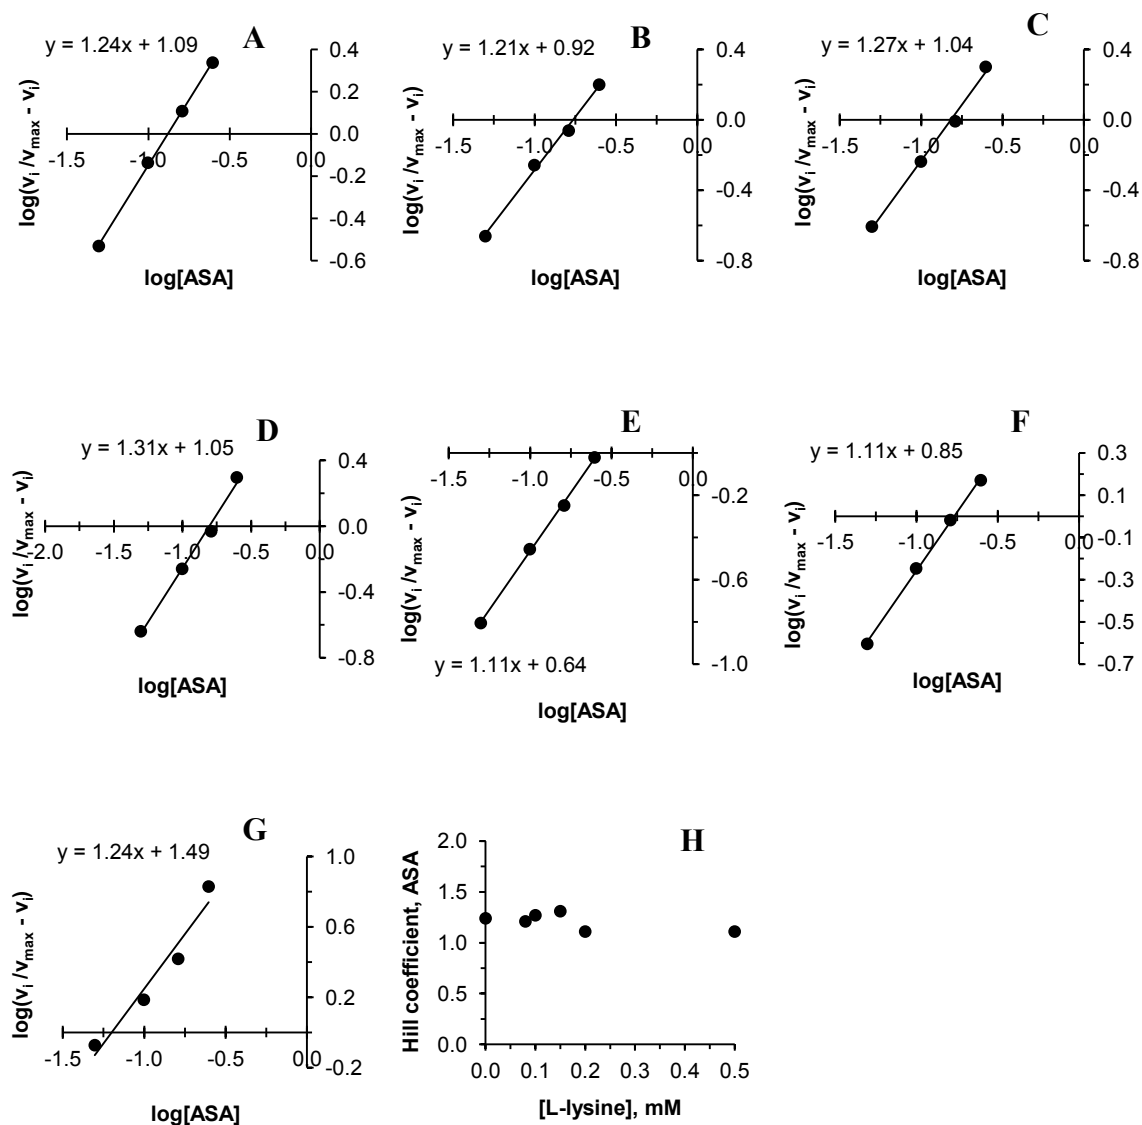 A
y = 1.24x + 1.09
0.4
0.2
0.0
-0.2
-0.4
-0.6
-1.5
-1.0
-0.5
0.0
log(vi /vmax - vi)
log[ASA]
B
y = 1.21x + 0.92
0.4
0.0
-0.4
-0.8
-1.5
-1.0
-0.5
0.0
log(vi /vmax - vi)
log[ASA]
C
y = 1.27x + 1.04
0.4
0.0
-0.4
-0.8
-1.5
-1.0
-0.5
0.0
log(vi /vmax - vi)
log[ASA]
D
y = 1.31x + 1.05
0.4
0.0
-0.4
-0.8
-2.0
-1.5
-1.0
-0.5
0.0
log(vi /vmax - vi)
log[ASA]
E
-1.5
-1.0
-0.5
0.0
-0.2
-0.6
-1.0
log(vi /vmax - vi)
y = 1.11x + 0.64
log[ASA]
F
y = 1.11x + 0.85
0.3
0.1
-0.1
-0.3
-0.5
-0.7
-1.5
-1.0
-0.5
0.0
log(vi /vmax - vi)
log[ASA]
G
y = 1.24x + 1.49
1.0
0.6
0.2
-0.2
-1.5
-1.0
-0.5
0.0
log(vi /vmax - vi)
log[ASA]
H
Hill coefficient, ASA
2.0
1.5
1.0
0.5
0.0
0.0
0.1
0.2
0.3
0.4
0.5
[L-lysine], mM